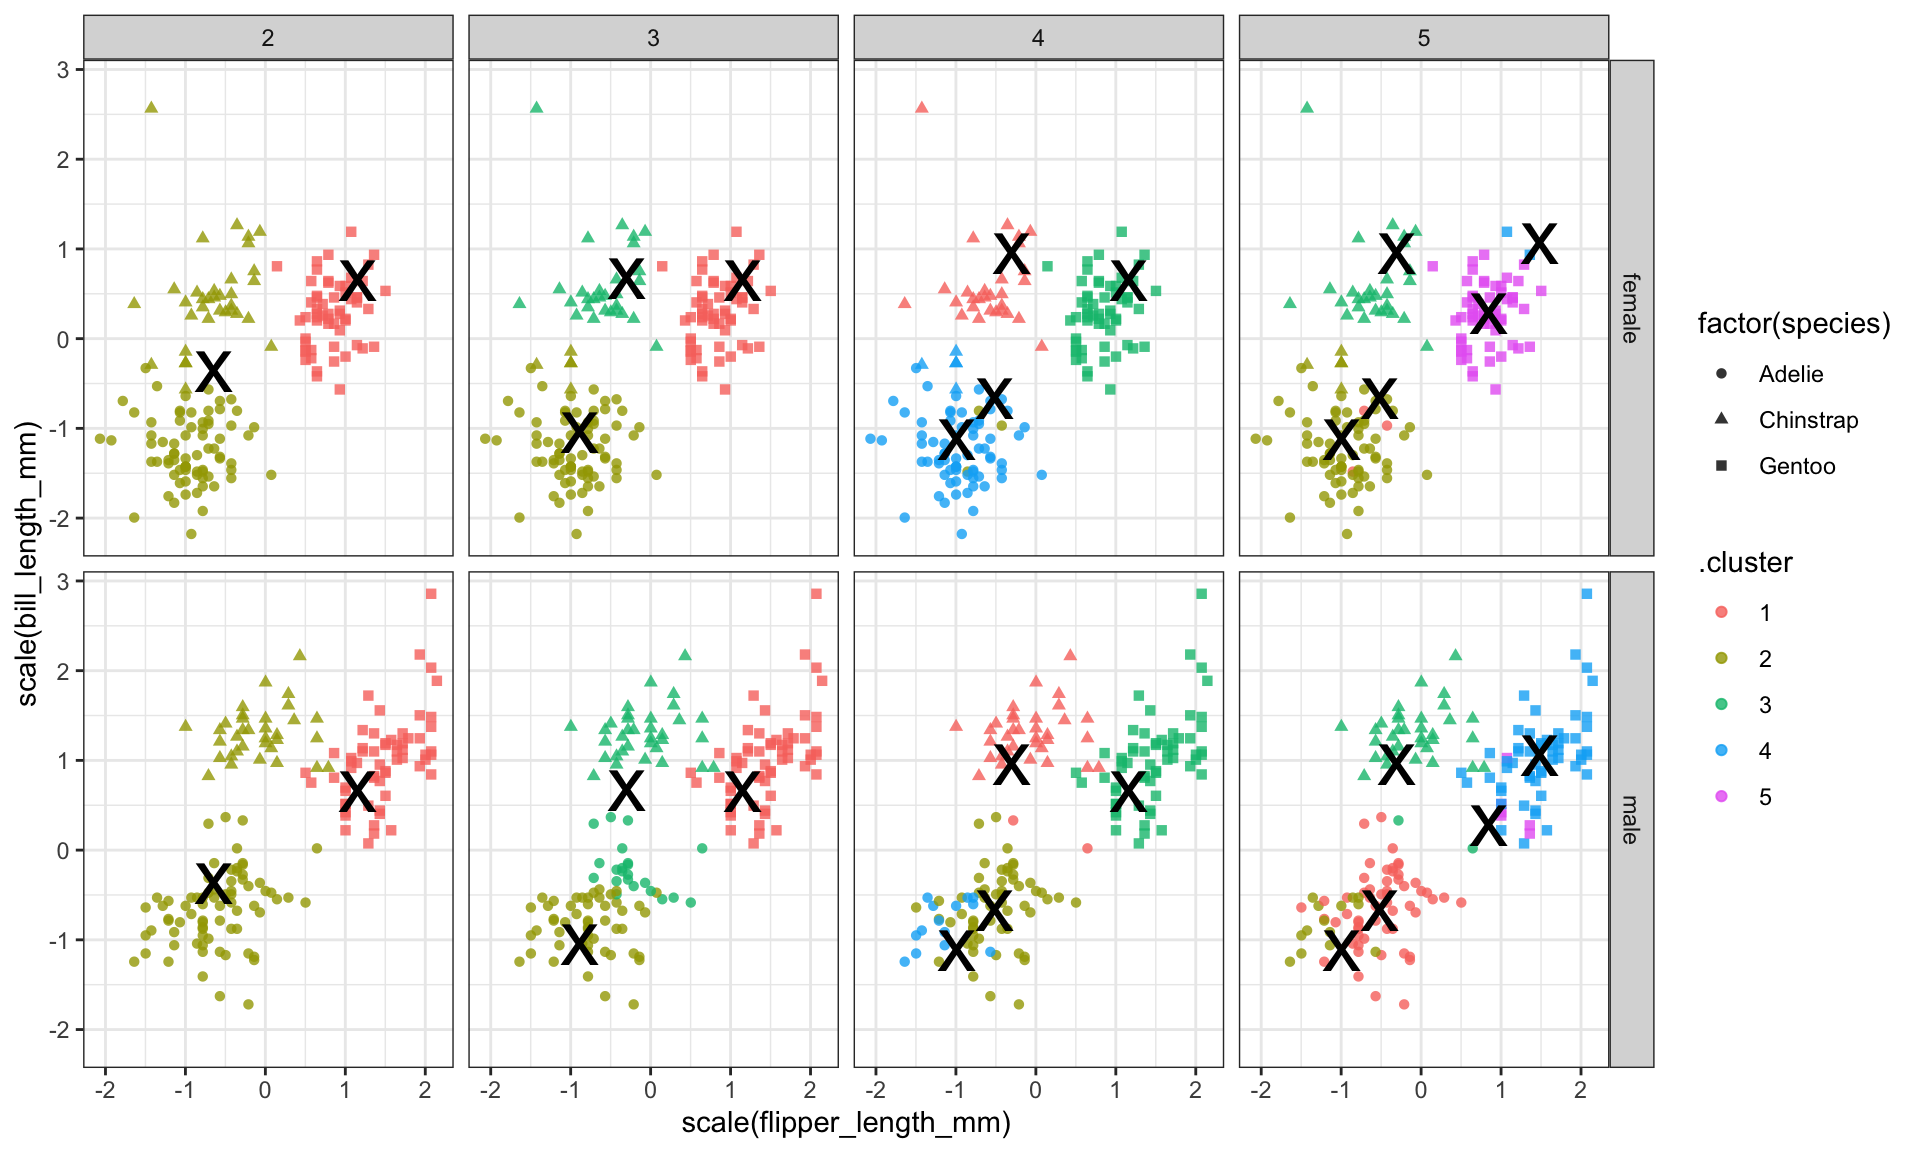 2 3 4 5
3
2
1
0
-1
-2
female
3
2
1
0
-1
-2
male
scale(bill_length_mm)
-2 -1 0 1 2 -2 -1 0 1 2 -2 -1 0 1 2 -2 -1 0 1 2
scale(flipper_length_mm)
factor(species)
Adelie
Chinstrap
Gentoo
.cluster
1
2
3
4
5